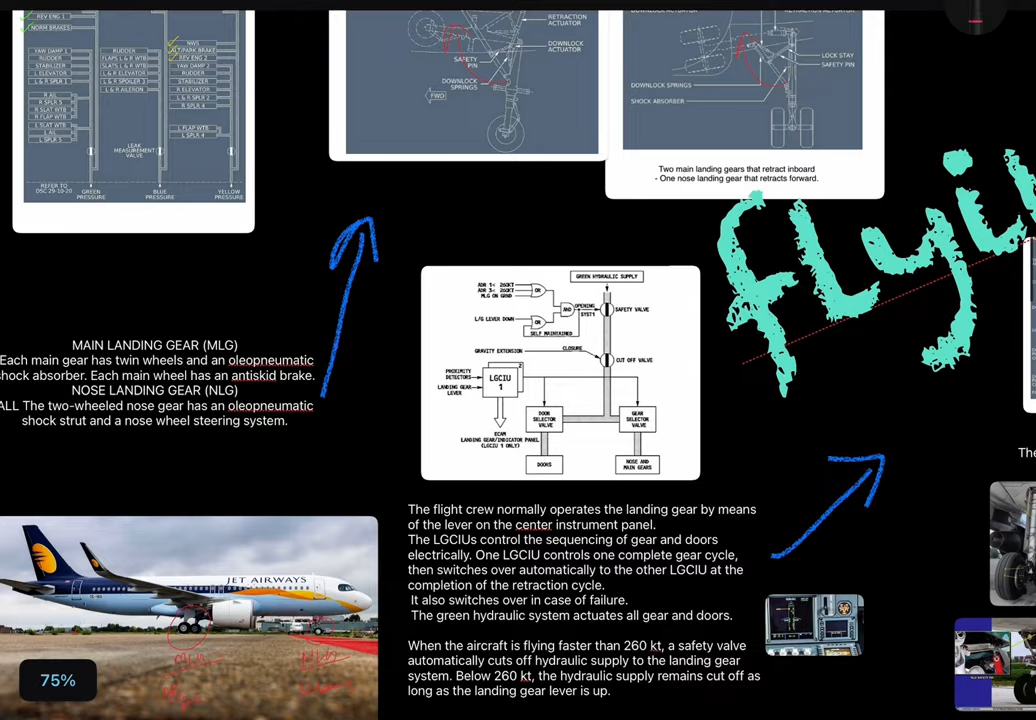 REV ENG 1
NORM BRAKES
YAW DAMP 1
RUDDER
STABILIZER
L ELEVATOR
L & R SPLR 1
R AIL
R SPLR 5
R SLAT WTB
R FLAP WTB
L SLAT WTB
L AIL
L SPLR 5
RUDDER
FLAPS L & R WTB
SLATS L & R WTB
L & R ELEVATOR
L & R SPOILER 3
L & R AILERON
NWS
ALT/PARK BRAKE
REV ENG 2
YAW DAMP 2
RUDDER
STABILIZER
R ELEVATOR
L & R SPLR 2
R SPLR 4
L FLAP WTB
L SPLR 4
LEAK
MEASUREMENT
VALVE
REFER TO
DSC 29-10-20
GREEN
PRESSURE
BLUE
PRESSURE
YELLOW
PRESSURE
RETRACTION
ACTUATOR
DOWNLOCK
ACTUATOR
SAFETY
PIN
DOWNLOCK
SPRINGS
FWD
LOCK STAY
SAFETY PIN
DOWNLOCK SPRINGS
SHOCK ABSORBER
Two main landing gears that retract inboard
- One nose landing gear that retracts forward.
GREEN HYDRAULIC SUPPLY
ADR 1< 260KT
ADR 3< 260KT
MLG ON GRND
OR
AND
OPENING
SYST1
SAFETY VALVE
L/G LEVER DOWN
OR
SELF MAINTAINED
GRAVITY EXTENSION
CLOSURE
CUT OFF VALVE
PROXIMITY
DETECTORS
LANDING GEAR
LEVER
2
LGCIU
1
DOOR
SELECTOR
VALVE
GEAR
SELECTOR
VALVE
ECAM
LANDING GEAR/INDICATOR PANEL
(LGCIU 1 ONLY)
DOORS
NOSE AND
MAIN GEARS
MAIN LANDING GEAR (MLG)
Each main gear has twin wheels and an oleopneumatic
shock absorber. Each main wheel has an antiskid brake.
NOSE LANDING GEAR (NLG)
ALL The two-wheeled nose gear has an oleopneumatic
shock strut and a nose wheel steering system.
The flight crew normally operates the landing gear by means
of the lever on the center instrument panel.
The LGCIUs control the sequencing of gear and doors
electrically. One LGCIU controls one complete gear cycle,
then switches over automatically to the other LGCIU at the
completion of the retraction cycle.
It also switches over in case of failure.
The green hydraulic system actuates all gear and doors.
When the aircraft is flying faster than 260 kt, a safety valve
automatically cuts off hydraulic supply to the landing gear
system. Below 260 kt, the hydraulic supply remains cut off as
long as the landing gear lever is up.
JET AIRWAYS
75%